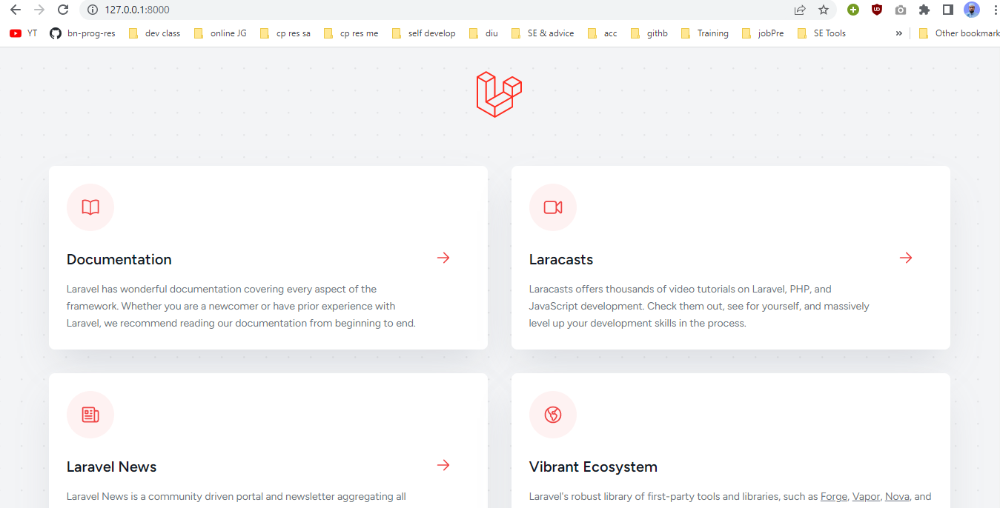 127.0.0.1:8000
YT bn-prog-res dev class online JG cp res sa cp res me self develop diu SE & advice acc githb Training jobPre SE Tools » Other bookmark
Documentation
Laravel has wonderful documentation covering every aspect of the
framework. Whether you are a newcomer or have prior experience with
Laravel, we recommend reading our documentation from beginning to end.
Laracasts
Laracasts offers thousands of video tutorials on Laravel, PHP, and
JavaScript development. Check them out, see for yourself, and massively
level up your development skills in the process.
Laravel News
Laravel News is a community driven portal and newsletter aggregating all
Vibrant Ecosystem
Laravel's robust library of first-party tools and libraries, such as Forge, Vapor, Nova, and